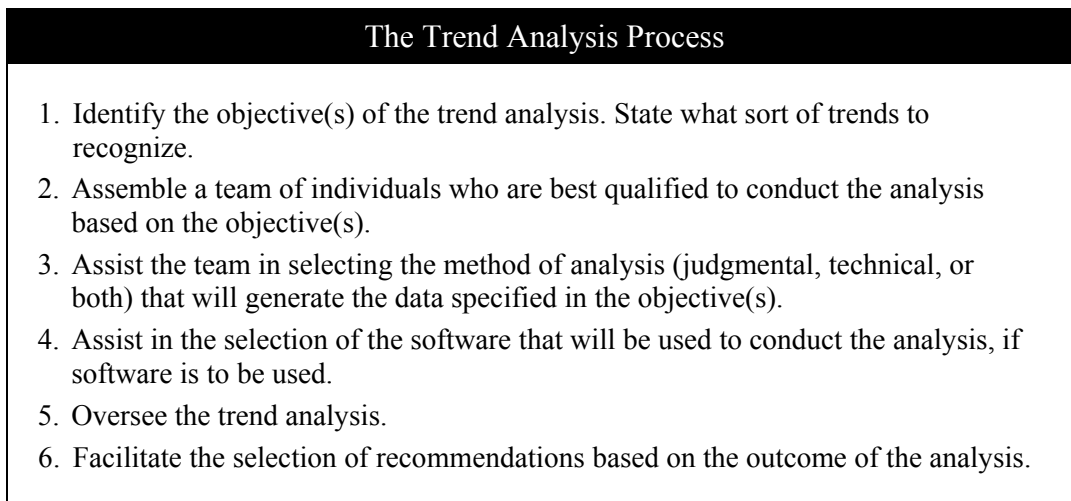 The Trend Analysis Process
1. Identify the objective(s) of the trend analysis. State what sort of trends to
recognize.
2. Assemble a team of individuals who are best qualified to conduct the analysis
based on the objective(s).
3. Assist the team in selecting the method of analysis (judgmental, technical, or
both) that will generate the data specified in the objective(s).
4. Assist in the selection of the software that will be used to conduct the analysis, if
software is to be used.
5. Oversee the trend analysis.
6. Facilitate the selection of recommendations based on the outcome of the analysis.